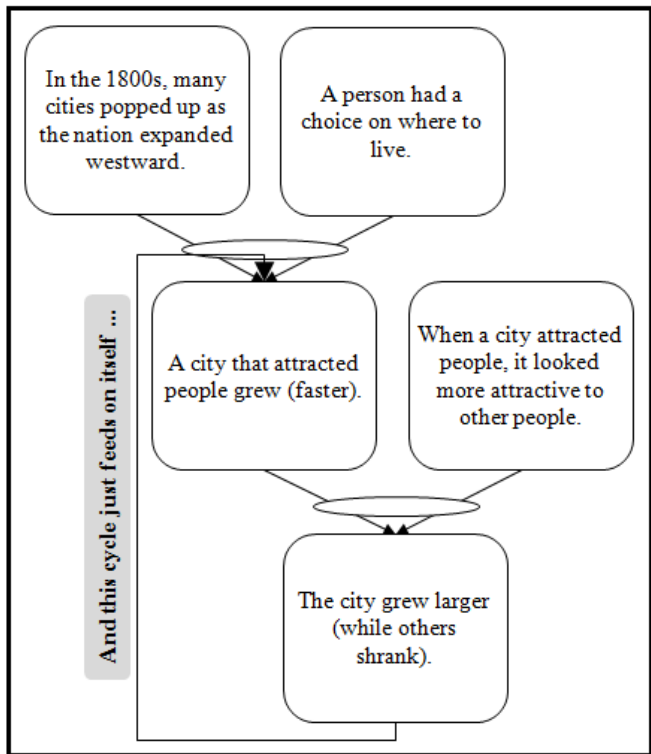 In the 1800s, many
cities popped up as
the nation expanded
westward.
A person had a
choice on where to
live.
A city that attracted
people grew (faster).
When a city attracted
people, it looked
more attractive to
other people.
And this cycle just feeds on itself ...
The city grew larger
(while others
shrank).